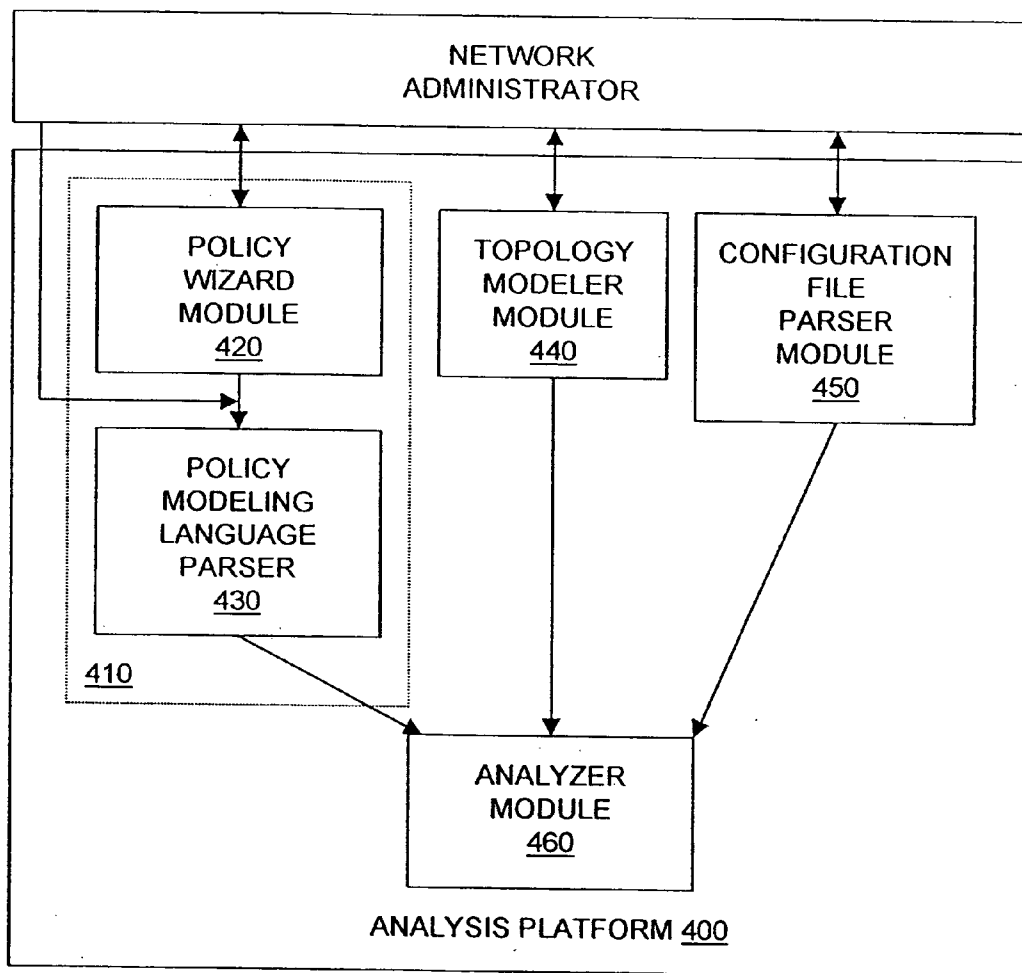 NETWORK
ADMINISTRATOR
POLICY
WIZARD
MODULE
420
TOPOLOGY
MODELER
MODULE
440
CONFIGURATION
FILE
PARSER
MODULE
450
POLICY
MODELING
LANGUAGE
PARSER
430
410
ANALYZER
MODULE
460
ANALYSIS PLATFORM 400